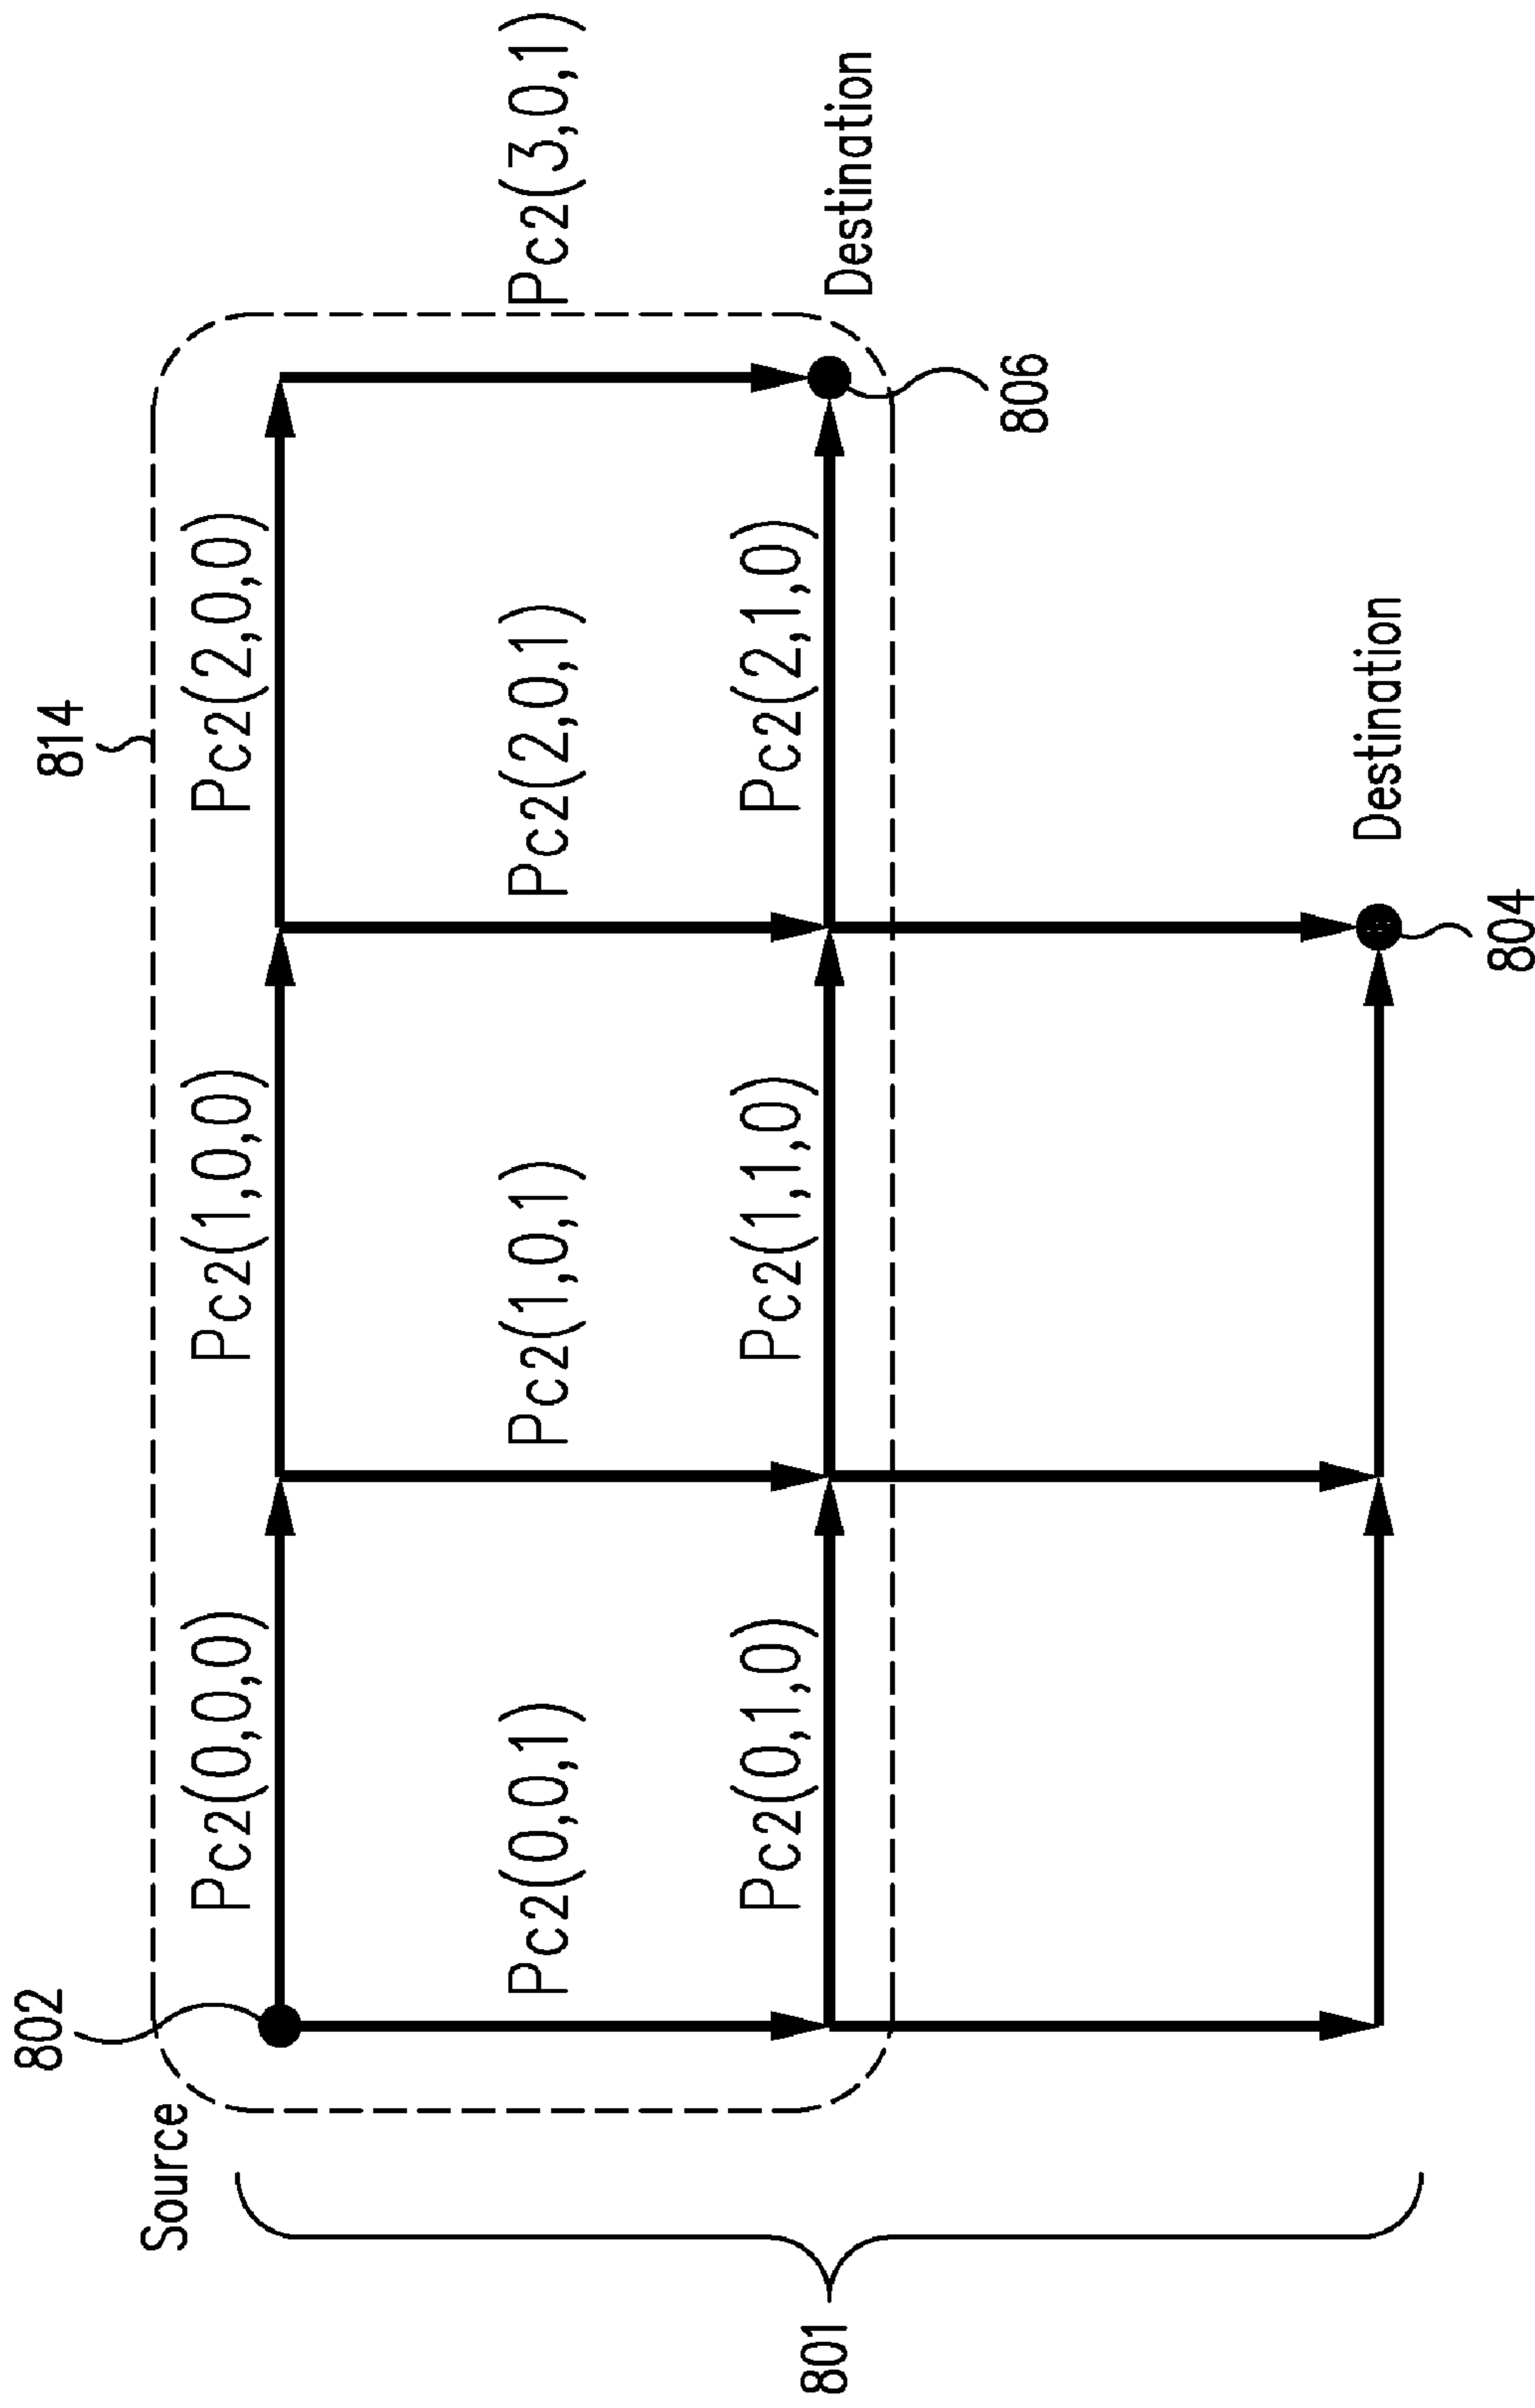 802
814
Source
Pc2(0,0,0)
Pc2(1,0,0)
Pc2(2,0,0)
Pc2(0,0,1)
Pc2(1,0,1)
Pc2(2,0,1)
Pc2(3,0,1)
Pc2(0,1,0)
Pc2(1,1,0)
Pc2(2,1,0)
Destination
801
806
Destination
804